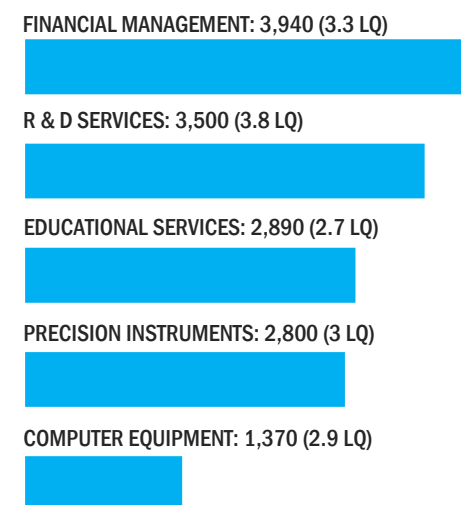 FINANCIAL MANAGEMENT: 3,940 (3.3 LQ)
R & D SERVICES: 3,500 (3.8 LQ)
EDUCATIONAL SERVICES: 2,890 (2.7 LQ)
PRECISION INSTRUMENTS: 2,800 (3 LQ)
COMPUTER EQUIPMENT: 1,370 (2.9 LQ)